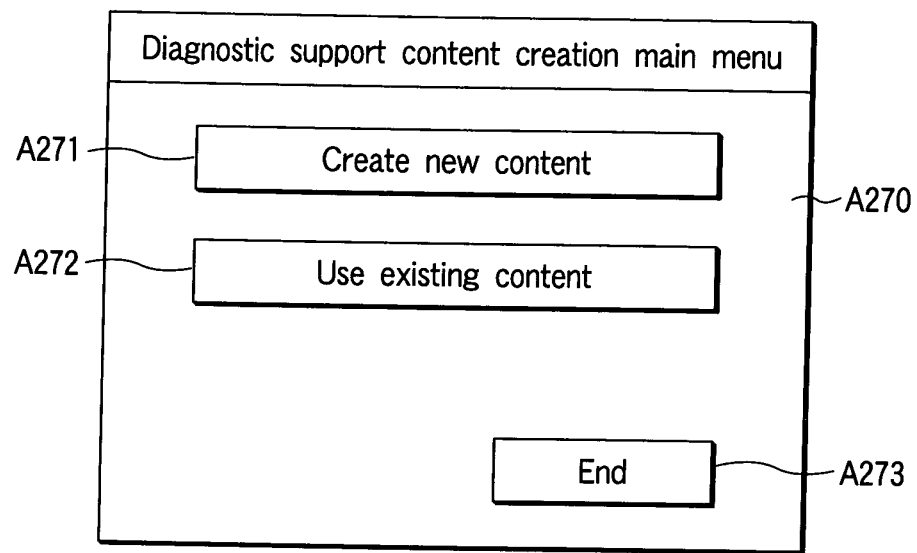 Diagnostic support content creation main menu
A271
Create new content
A270
A272
Use existing content
End
A273